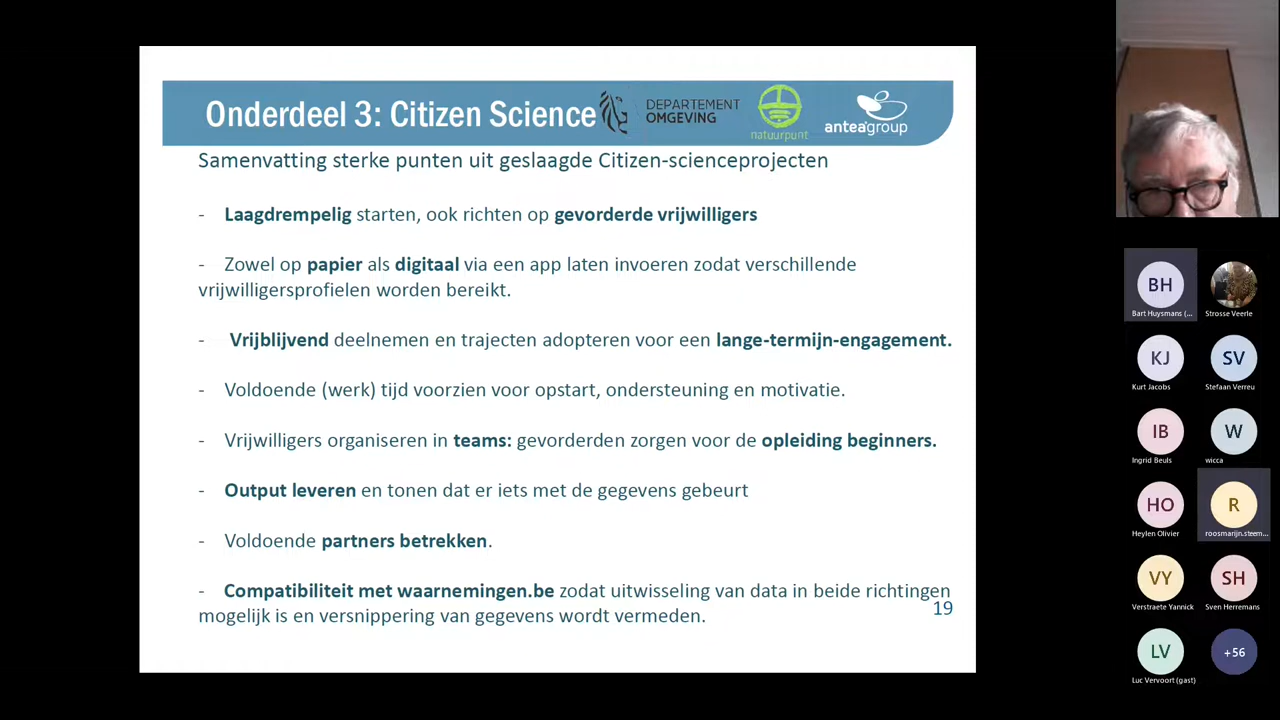 Onderdeel 3: Citizen Science
DEPARTEMENT
OMGEVING
natuurpunt
anteagroup
Samenvatting sterke punten uit geslaagde Citizen-scienceprojecten
- Laagdrempelig starten, ook richten op gevorderde vrijwilligers
- Zowel op papier als digitaal via een app laten invoeren zodat verschillende
vrijwilligersprofielen worden bereikt.
- Vrijblijvend deelnemen en trajecten adopteren voor een lange-termijn-engagement.
- Voldoende (werk) tijd voorzien voor opstart, ondersteuning en motivatie.
- Vrijwilligers organiseren in teams: gevorderden zorgen voor de opleiding beginners.
- Output leveren en tonen dat er iets met de gegevens gebeurt
- Voldoende partners betrekken.
- Compatibiliteit met waarnemingen.be zodat uitwisseling van data in beide richtingen
mogelijk is en versnippering van gegevens wordt vermeden.
19
BH
Bart Huysmans (...
Strosse Veerle
KJ
Kurt Jacobs
SV
Stefaan Verreu
IB
Ingrid Beuls
W
wicca
HO
Heylen Olivier
R
roosmarijn.steem...
VY
Verstraete Yannick
SH
Sven Herremans
LV
Luc Vervoort (gast)
+56